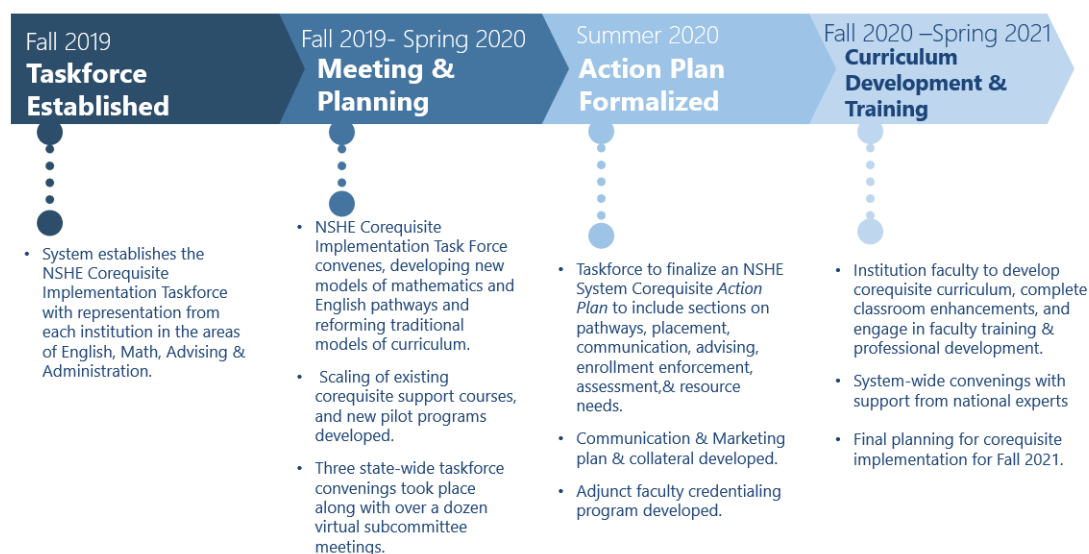 Fall 2019
Taskforce
Established
Fall 2019- Spring 2020
Meeting &
Planning
Summer 2020
Action Plan
Formalized
Fall 2020 –Spring 2021
Curriculum
Development &
Training
• System establishes the
NSHE Corequisite
Implementation Taskforce
with representation from
each institution in the areas
of English, Math, Advising &
Administration.
• NSHE Corequisite
Implementation Task Force
convenes, developing new
models of mathematics and
English pathways and
reforming traditional
models of curriculum.
• Scaling of existing
corequisite support courses,
and new pilot programs
developed.
• Three state-wide taskforce
convenings took place
along with over a dozen
virtual subcommittee
meetings.
• Taskforce to finalize an NSHE
System Corequisite Action
Plan to include sections on
pathways, placement,
communication, advising,
enrollment enforcement,
assessment,& resource
needs.
• Communication & Marketing
plan & collateral developed.
• Adjunct faculty credentialing
program developed.
• Institution faculty to develop
corequisite curriculum, complete
classroom enhancements, and
engage in faculty training &
professional development.
• System-wide convenings with
support from national experts
• Final planning for corequisite
implementation for Fall 2021.